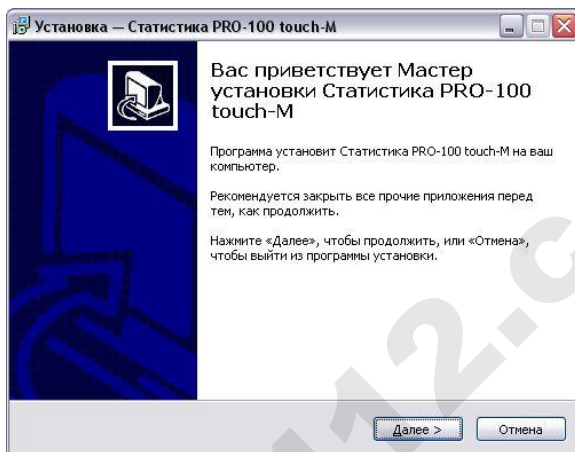 Установка — Статистика PRO-100 touch-M
Вас приветствует Мастер
установки Статистика PRO-100
touch-M
Программа установит Статистика PRO-100 touch-M на ваш
компьютер.
Рекомендуется закрыть все прочие приложения перед
тем, как продолжить.
Нажмите «Далее», чтобы продолжить, или «Отмена»,
чтобы выйти из программы установки.
Далее >
Отмена